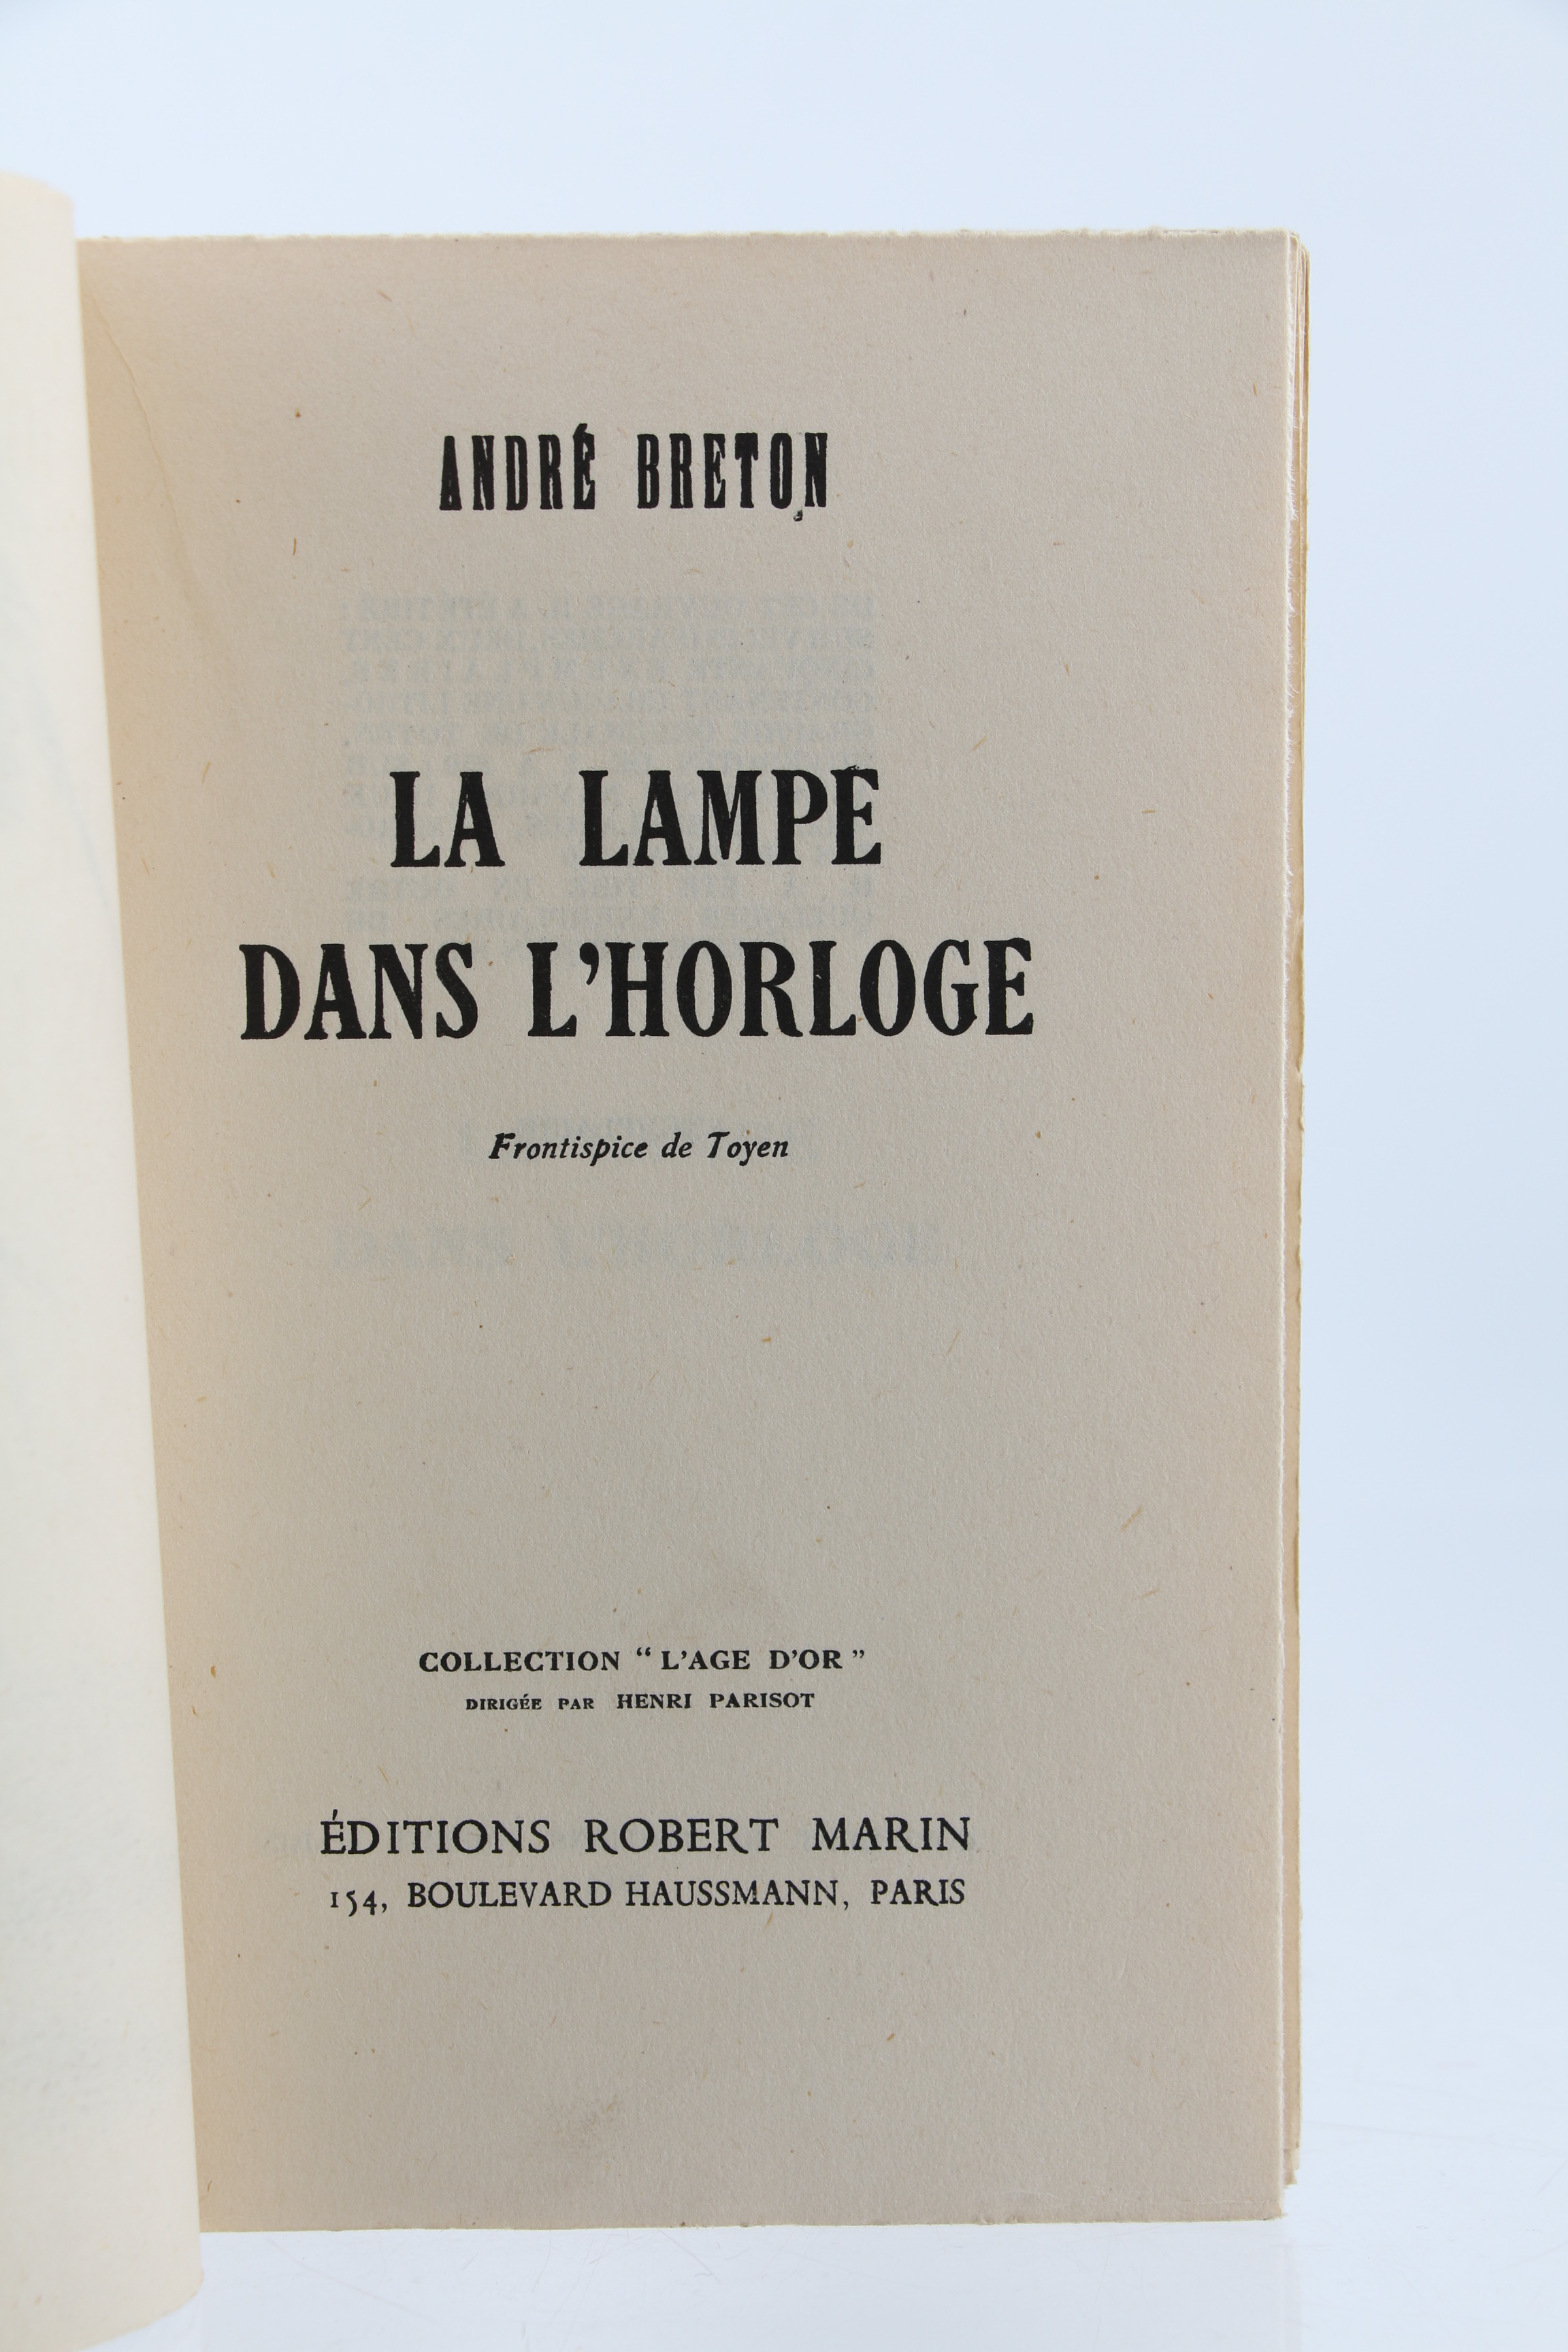 ANDRÉ BRETON
LA LAMPE
DANS L'HORLOGE
Frontispice de Toyen
COLLECTION “ L'AGE D'OR ”
DIRIGÉE PAR HENRI PARISOT
ÉDITIONS ROBERT MARIN
154, BOULEVARD HAUSSMANN, PARIS